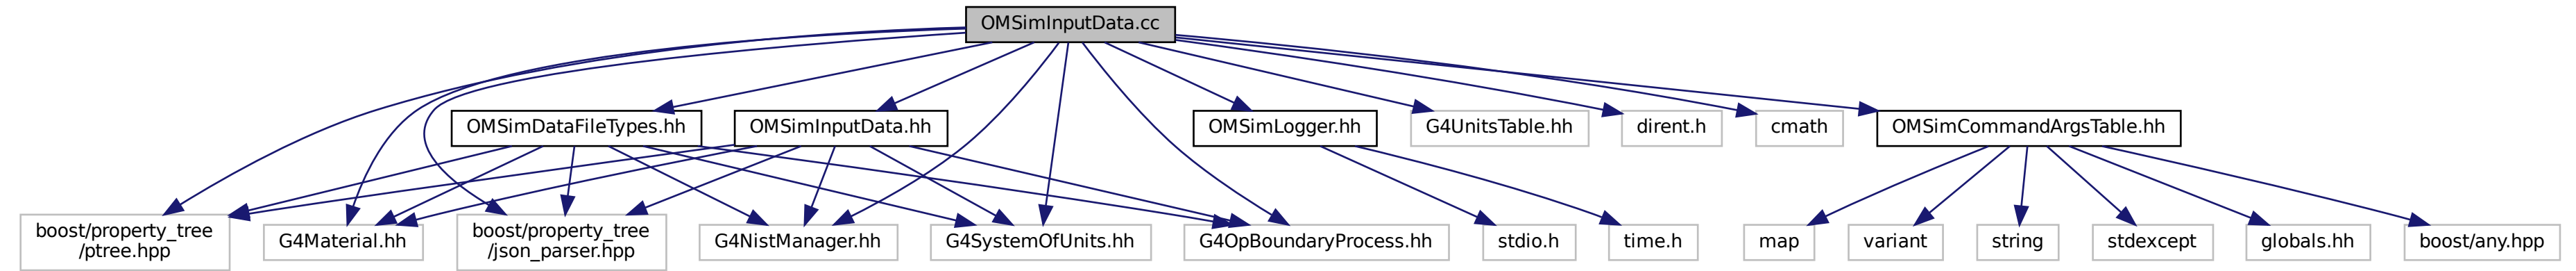 OMSimInputData.cc
OMSimDataFileTypes.hh
OMSimInputData.hh
OMSimLogger.hh
G4UnitsTable.hh
dirent.h
cmath
OMSimCommandArgsTable.hh
boost/property_tree
/ptree.hpp
G4Material.hh
boost/property_tree
/json_parser.hpp
G4NistManager.hh
G4SystemOfUnits.hh
G4OpBoundaryProcess.hh
stdio.h
time.h
map
variant
string
stdexcept
globals.hh
boost/any.hpp